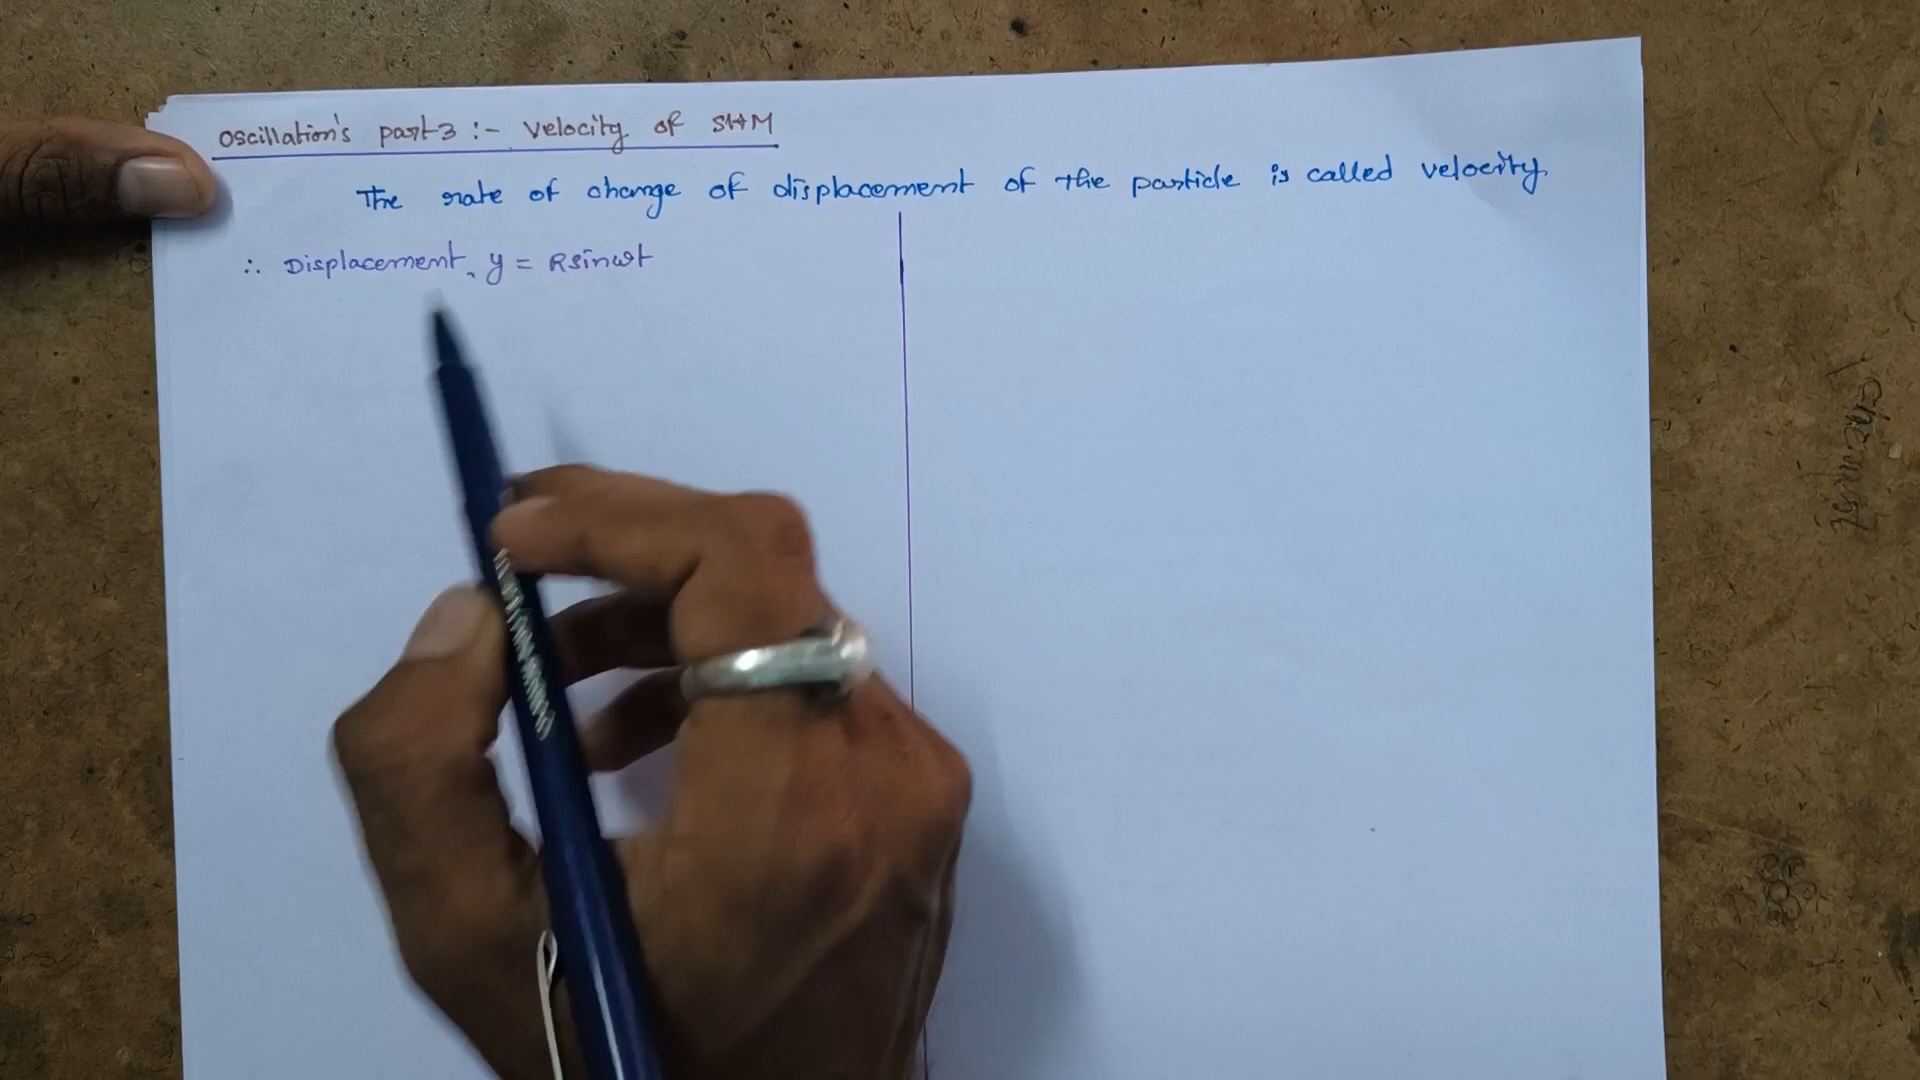 Oscillation's part 3 :- Velocity of SHM
The rate of change of displacement of the particle is called velocity.
∴ Displacement, y = Rsinωt
chemist